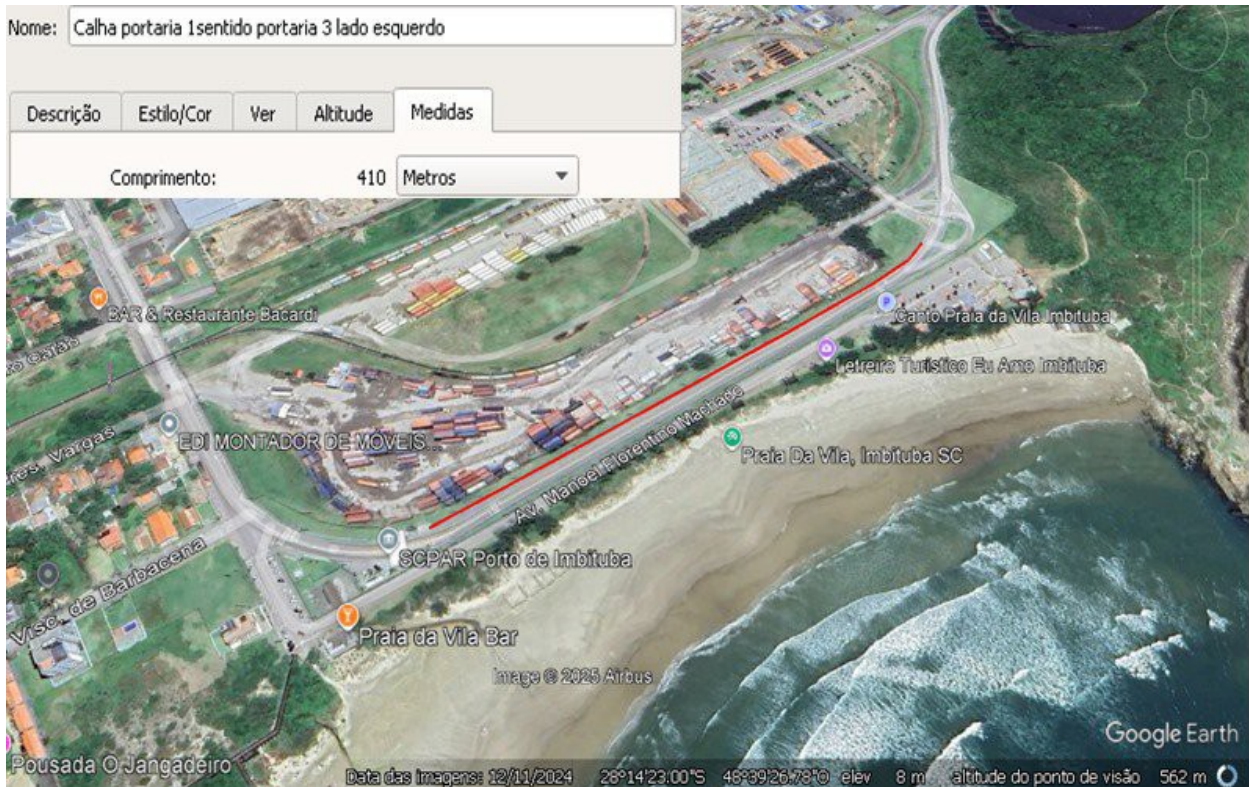 Nome: Calha portaria 1sentido portaria 3 lado esquerdo
Descrição Estilo/Cor Ver Altitude Medidas
Comprimento: 410 Metros
BAR & Restaurante Bacardi
Canto Praia da Vila Imbituba
Letreiro Turístico Eu Amo Imbituba
res. Vargas
EDI MONTADOR DE MÓVEIS...
Av. Manoel Florentino Machado
Praia Da Vila, Imbituba SC
SCPAR Porto de Imbituba
Visc. de Barbacena
Praia da Vila Bar
Image © 2025 Airbus
Google Earth
Pousada O Jangadeiro
Data das imagens: 12/11/2024 28°14'23.00"S 48°39'26.78"O elev 8 m altitude do ponto de visão 562 m